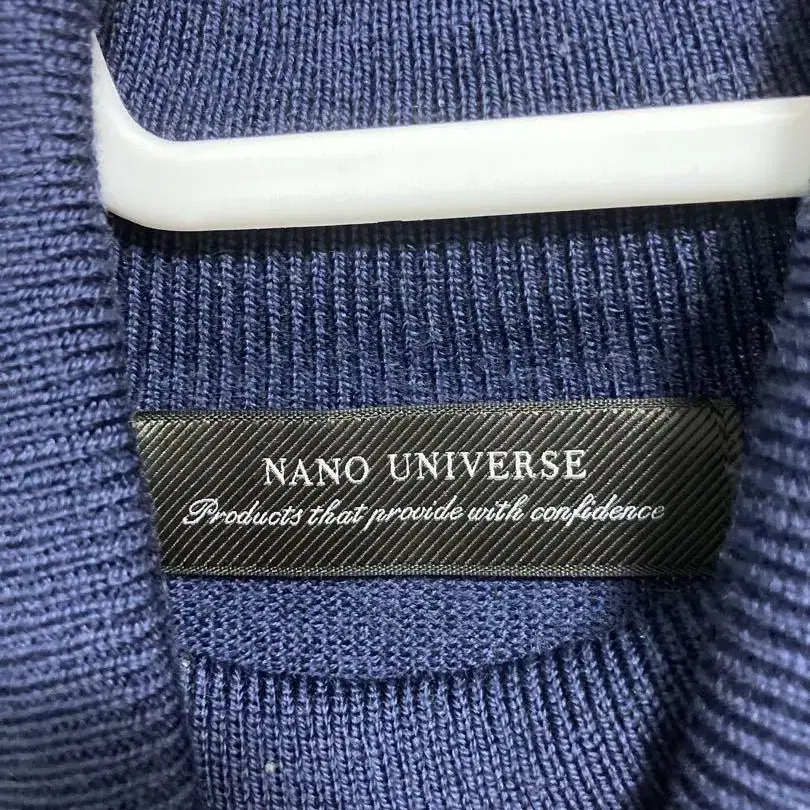 NANO UNIVERSE
Products that provide with confidence